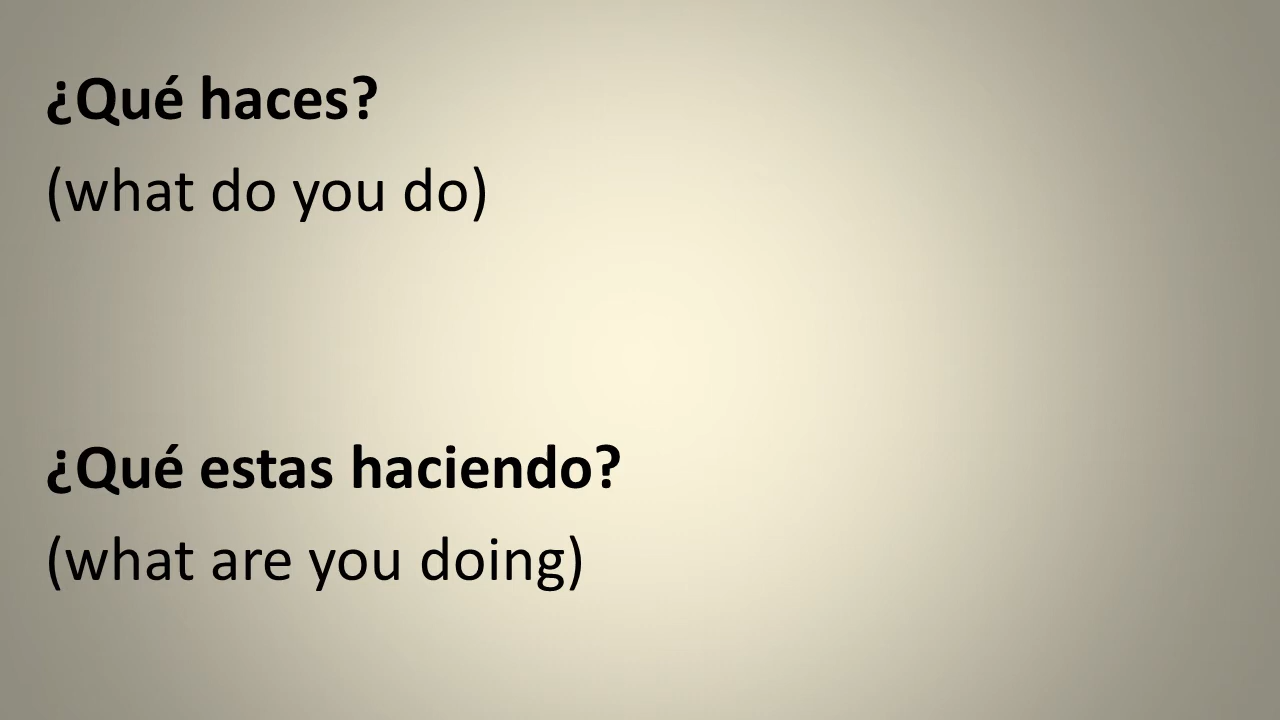 ¿Qué haces?
(what do you do)
¿Qué estas haciendo?
(what are you doing)